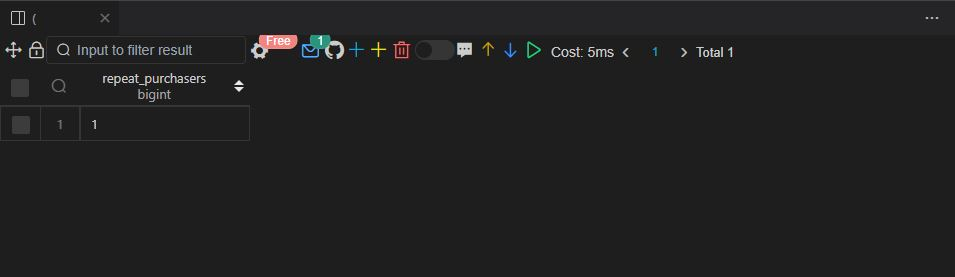 (
Input to filter result
Free
1
Cost: 5ms
1
Total 1
repeat_purchasers
bigint
1
1